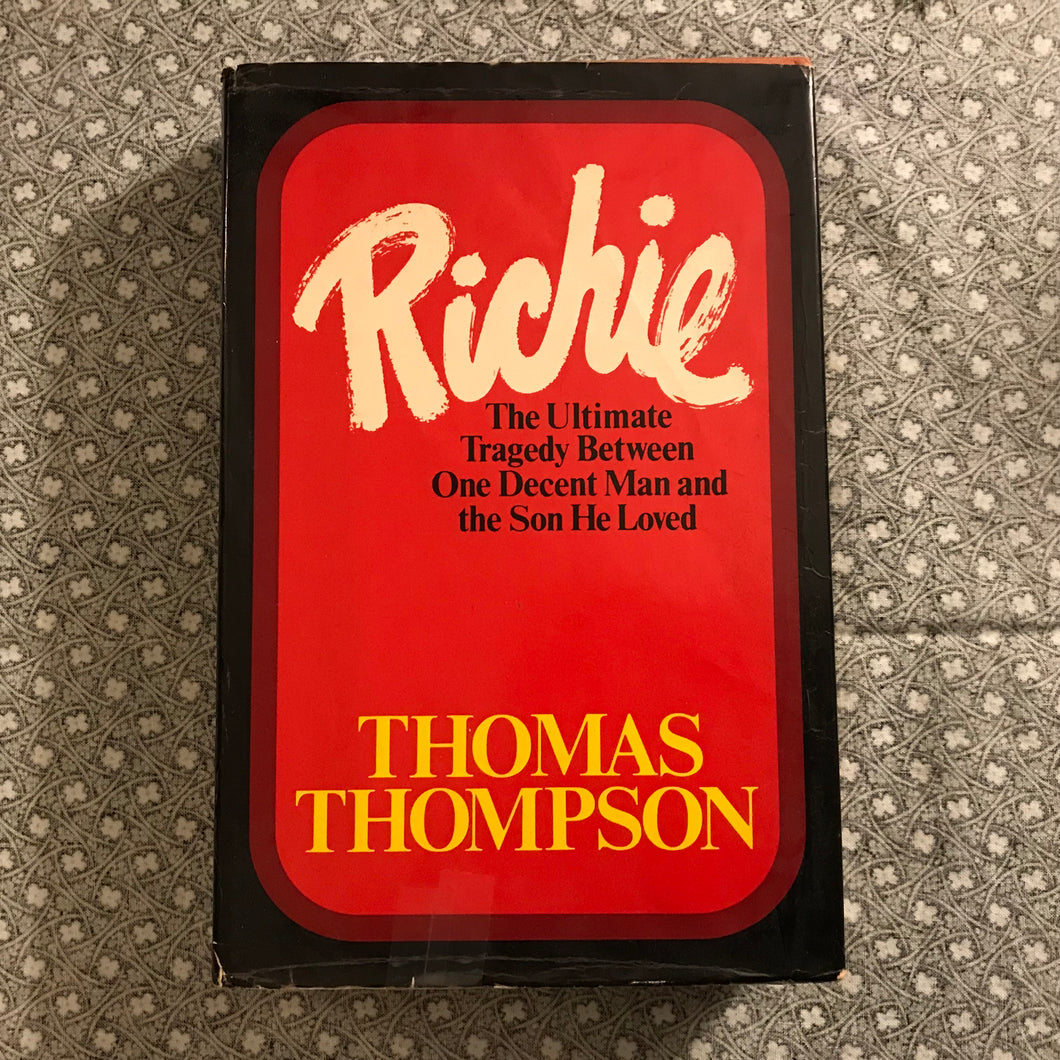 Richie
The Ultimate
Tragedy Between
One Decent Man and
the Son He Loved
THOMAS
THOMPSON